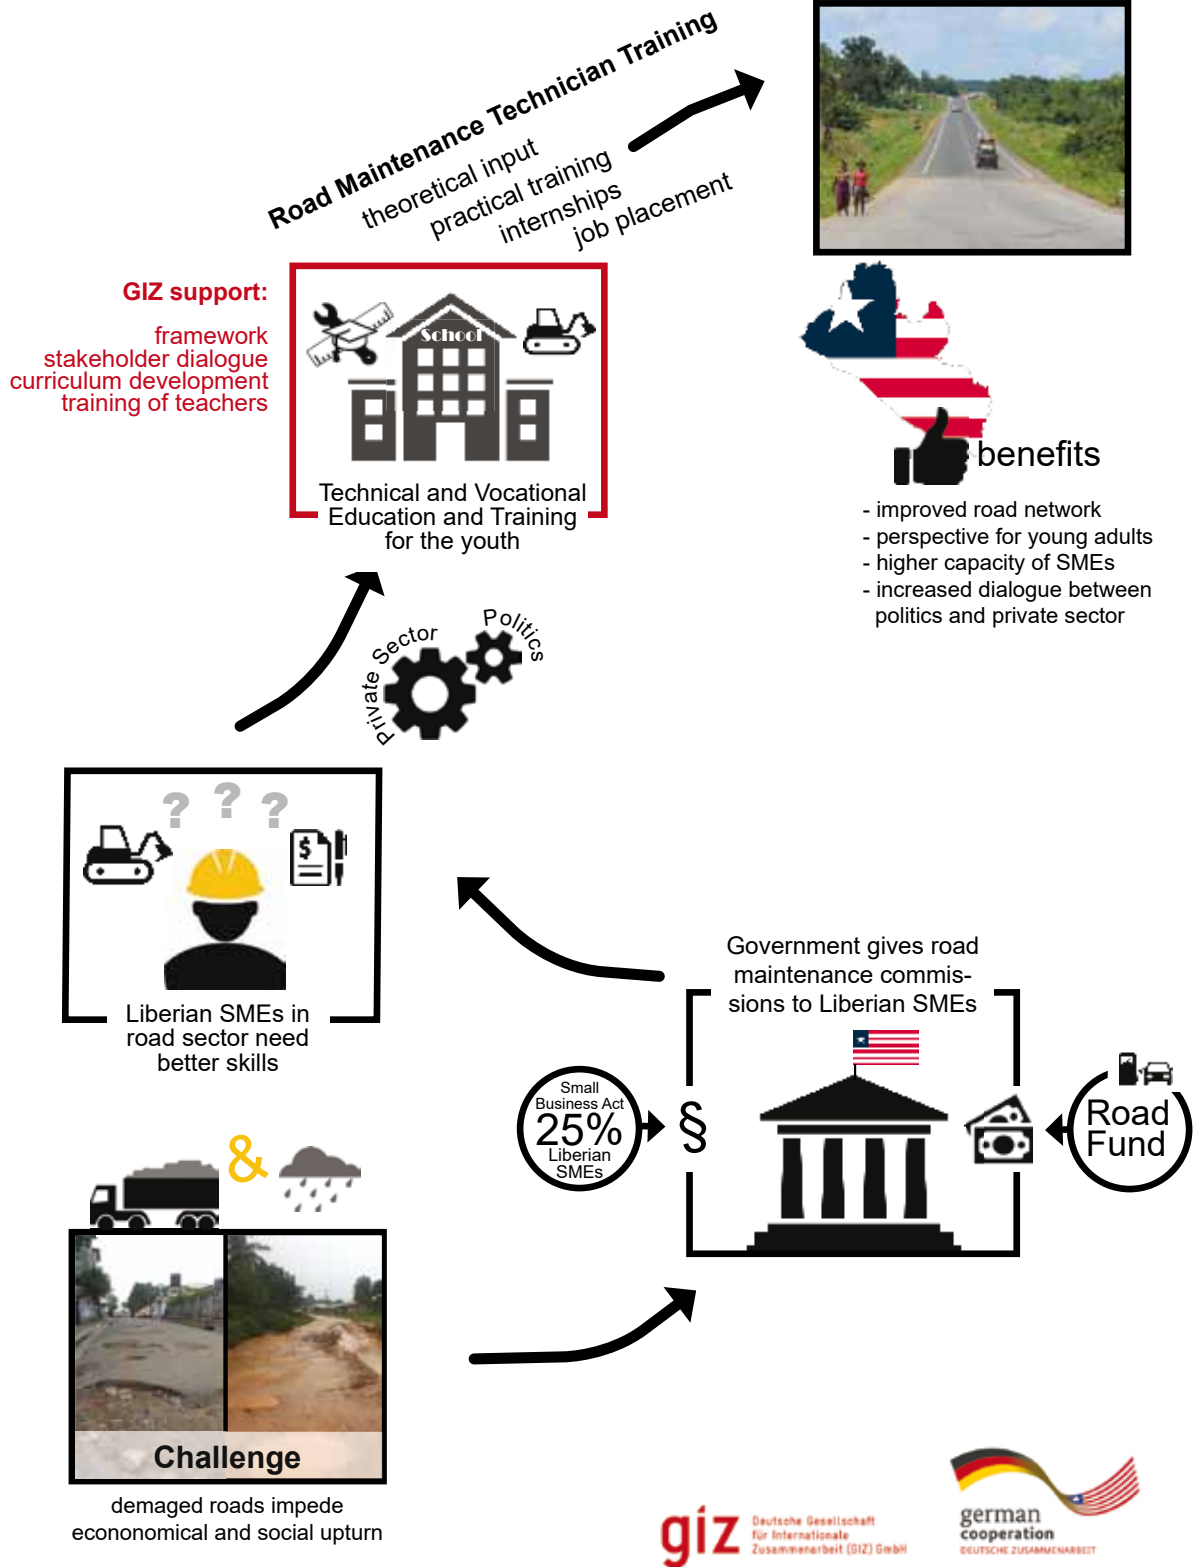 Road Maintenance Technician Training
theoretical input
practical training
internships
job placement
GIZ support:
framework
stakeholder dialogue
curriculum development
training of teachers
School
Technical and Vocational
Education and Training
for the youth
benefits
- improved road network
- perspective for young adults
- higher capacity of SMEs
- increased dialogue between
politics and private sector
Private Sector
Politics
? ? ?
$
Liberian SMEs in
road sector need
better skills
Government gives road
maintenance commis-
sions to Liberian SMEs
Small
Business Act
25%
Liberian
SMEs
§
Road
Fund
&
Challenge
demaged roads impede
econonomical and social upturn
giz
Deutsche Gesellschaft
für Internationale
Zusammenarbeit (GIZ) GmbH
german
cooperation
DEUTSCHE ZUSAMMENARBEIT